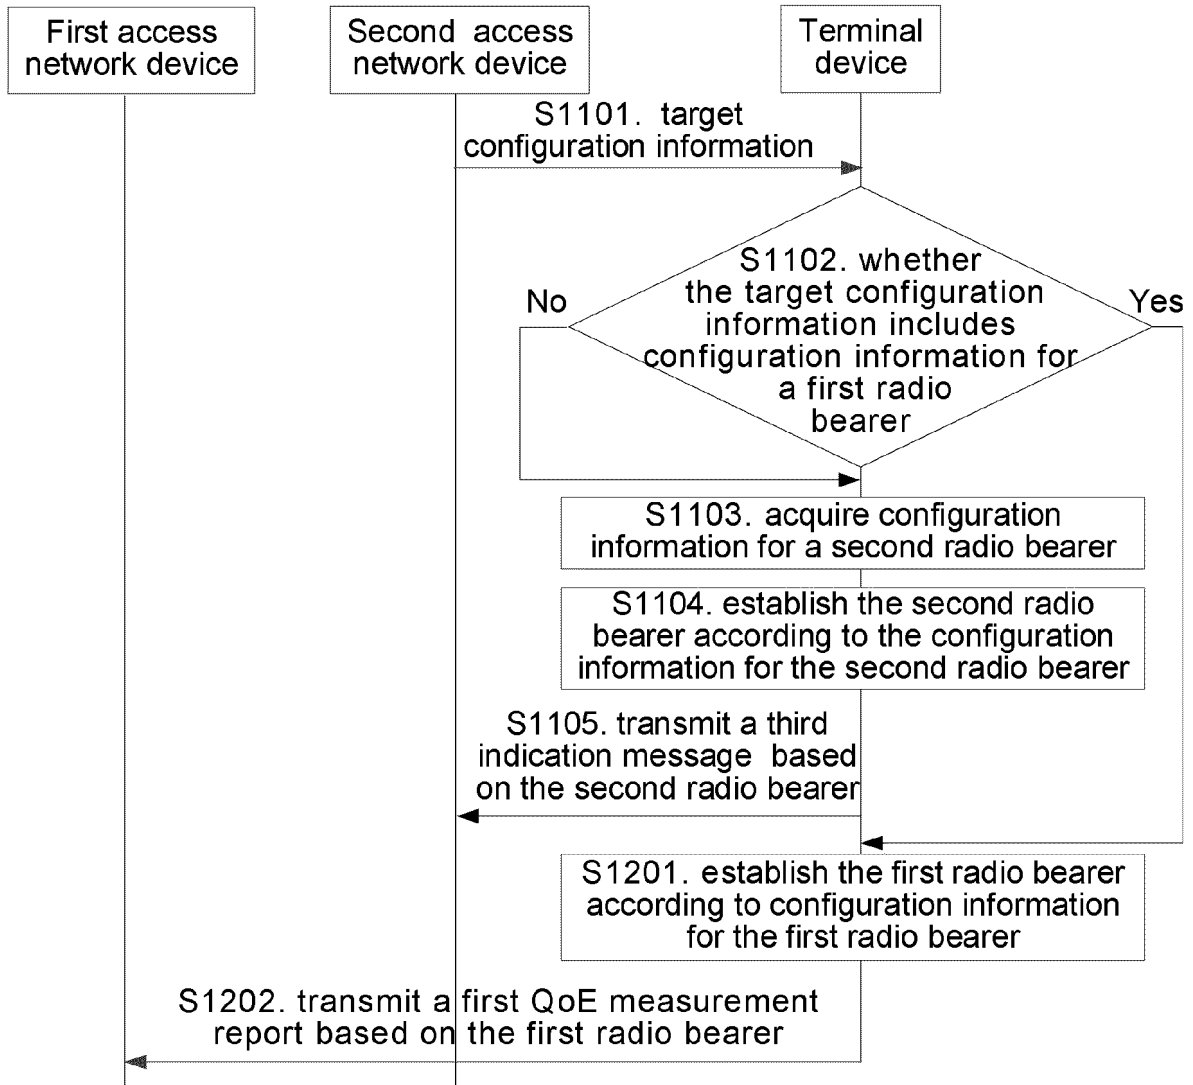 First access
network device
Second access
network device
Terminal
device
S1101. target
configuration information
S1102. whether
the target configuration
information includes
configuration information for
a first radio
bearer
No
Yes
S1103. acquire configuration
information for a second radio bearer
S1104. establish the second radio
bearer according to the configuration
information for the second radio bearer
S1105. transmit a third
indication message based
on the second radio bearer
S1201. establish the first radio bearer
according to configuration information
for the first radio bearer
S1202. transmit a first QoE measurement
report based on the first radio bearer